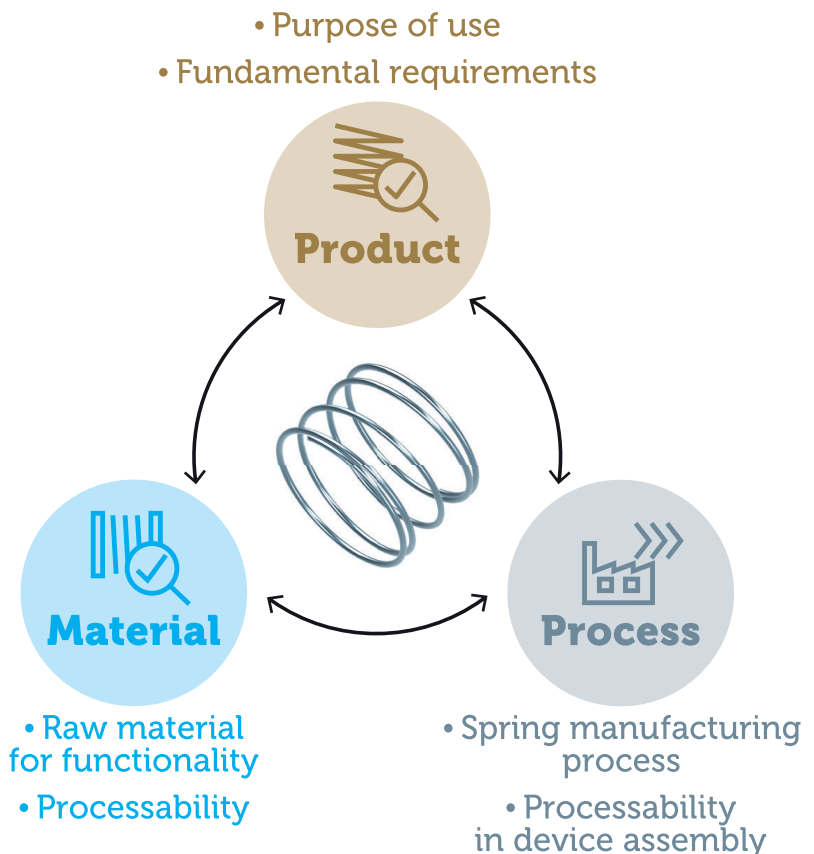 • Purpose of use
• Fundamental requirements
Product
Material
Process
• Raw material
for functionality
• Processability
• Spring manufacturing
process
• Processability
in device assembly